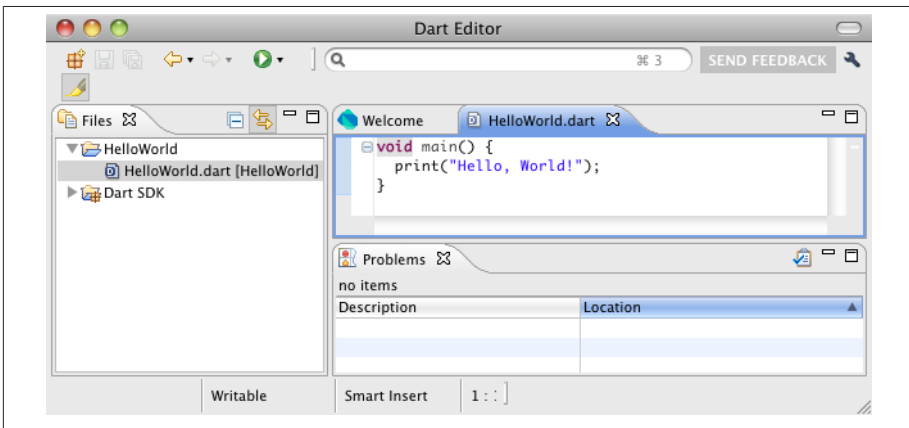 Dart Editor
⌘ 3
SEND FEEDBACK
Files
HelloWorld
HelloWorld.dart [HelloWorld]
Dart SDK
Welcome
HelloWorld.dart
void main() {
print("Hello, World!");
}
Problems
no items
Description
Location
Writable
Smart Insert
1 :